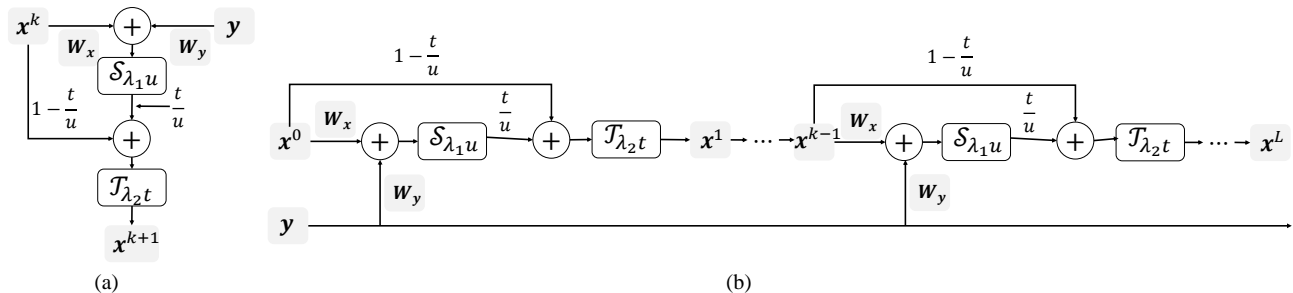 x^k
+
y
W_x
W_y
S_{λ_1 u}
1 − t/u
t/u
+
T_{λ_2 t}
x^{k+1}
(a)
1 − t/u
1 − t/u
x^0
W_x
+
S_{λ_1 u}
t/u
+
T_{λ_2 t}
x^1
...
x^{k−1}
W_x
+
S_{λ_1 u}
t/u
+
T_{λ_2 t}
...
x^L
W_y
W_y
y
(b)